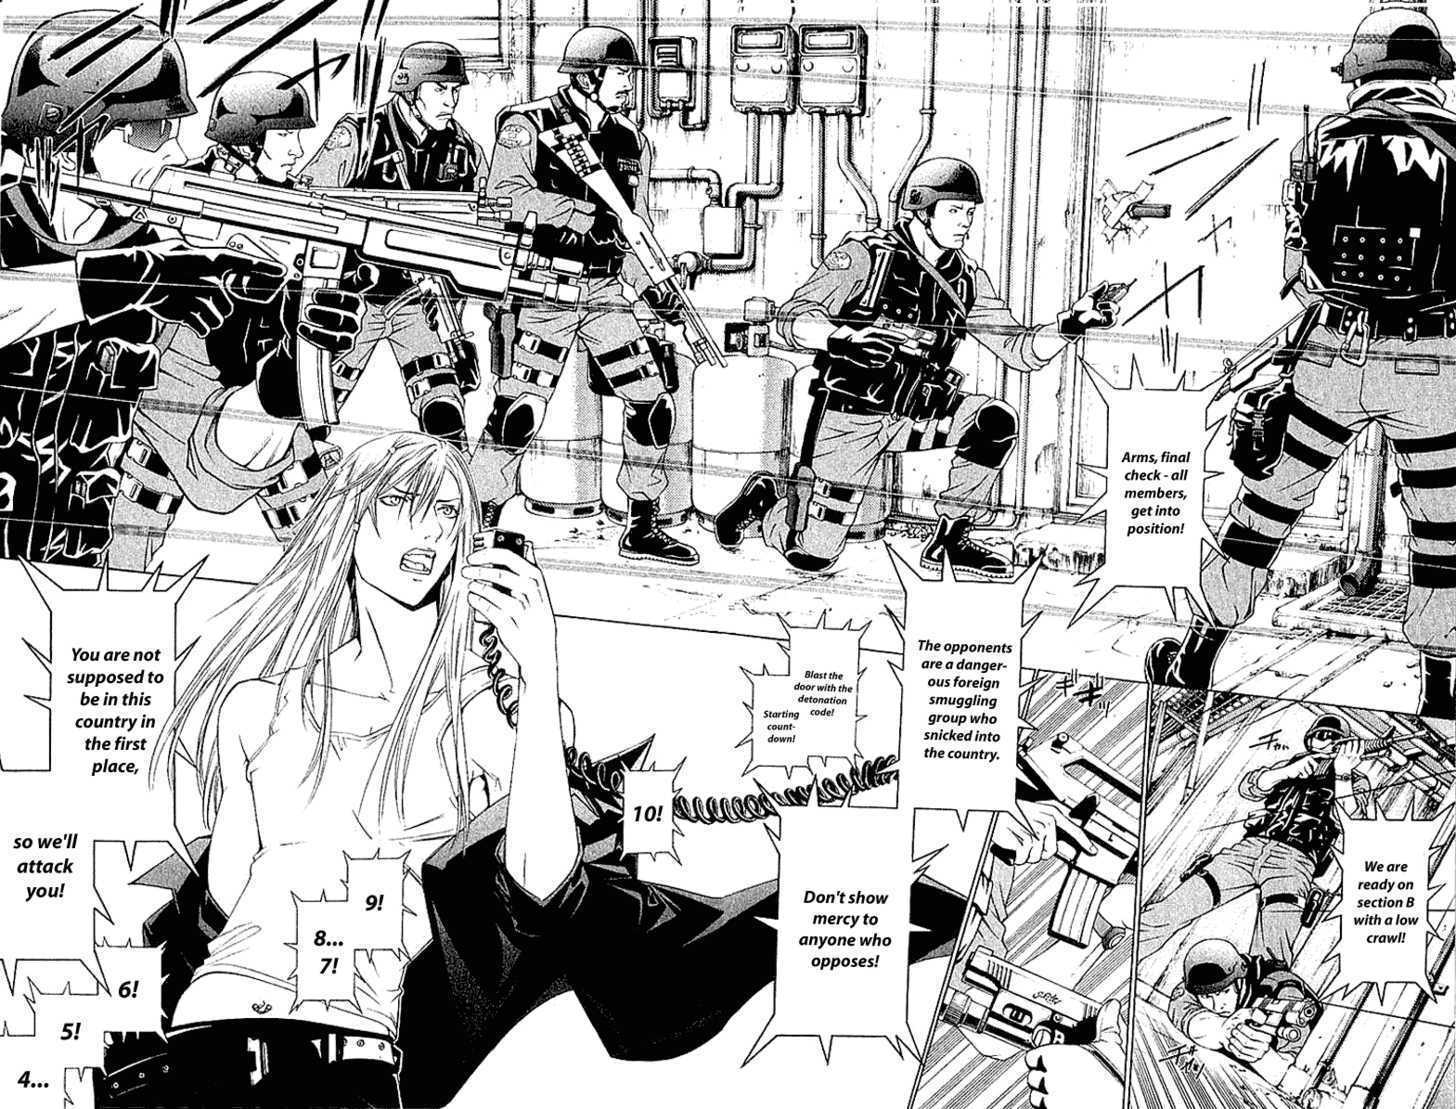 Arms, final
check - all
members,
get into
position!
We are
ready on
section B
with a low
crawl!
The opponents
are a danger-
ous foreign
smuggling
group who
snicked into
the country.
Don't show
mercy to
anyone who
opposes!
Blast the
door with the
detonation
code!
Starting
count-
down!
10!
9!
8...
7!
You are not
supposed to
be in this
country in
the first
place,
so we'll
attack
you!
6!
5!
4...